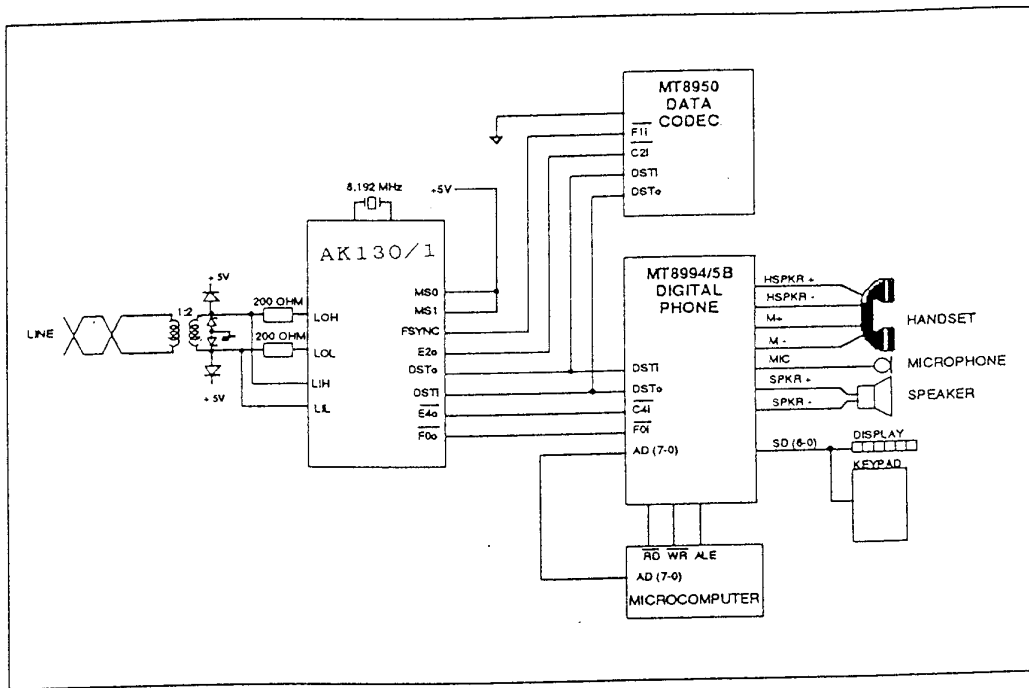 MT8950
DATA
CODEC
F1i
C2i
DSTi
DSTo
8.192 MHz
+5V
AK130/1
MS0
MS1
FSYNC
E2o
DSTo
DSTi
E4o
F0o
LOH
LOL
LIH
LIL
+ 5V
200 OHM
1:2
200 OHM
LINE
+ 5V
MT8994/5B
DIGITAL
PHONE
DSTi
DSTo
C4i
F0i
AD (7-0)
HSPKR +
HSPKR -
M+
M -
MIC
SPKR +
SPKR -
SD (6-0)
HANDSET
MICROPHONE
SPEAKER
DISPLAY
KEYPAD
RD WR ALE
AD (7-0)
MICROCOMPUTER